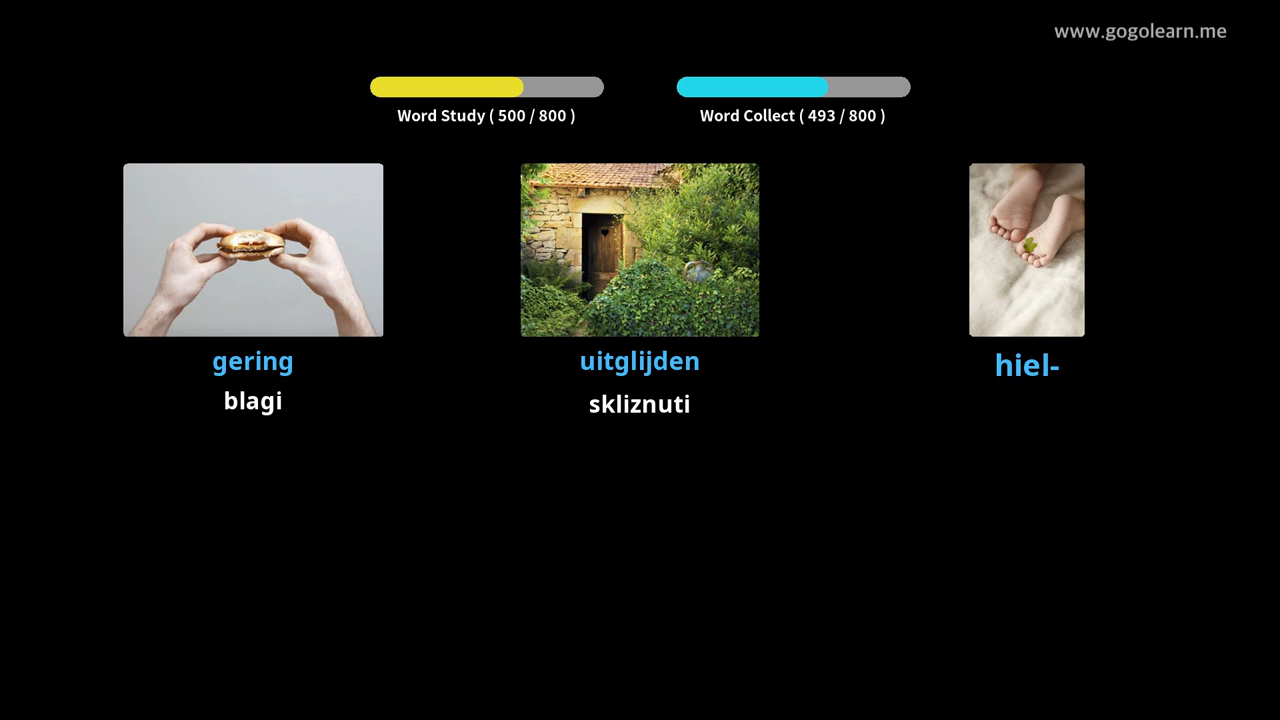 www.gogolearn.me
Word Study ( 500 / 800 )
Word Collect ( 493 / 800 )
gering
blagi
uitglijden
skliznuti
hiel-